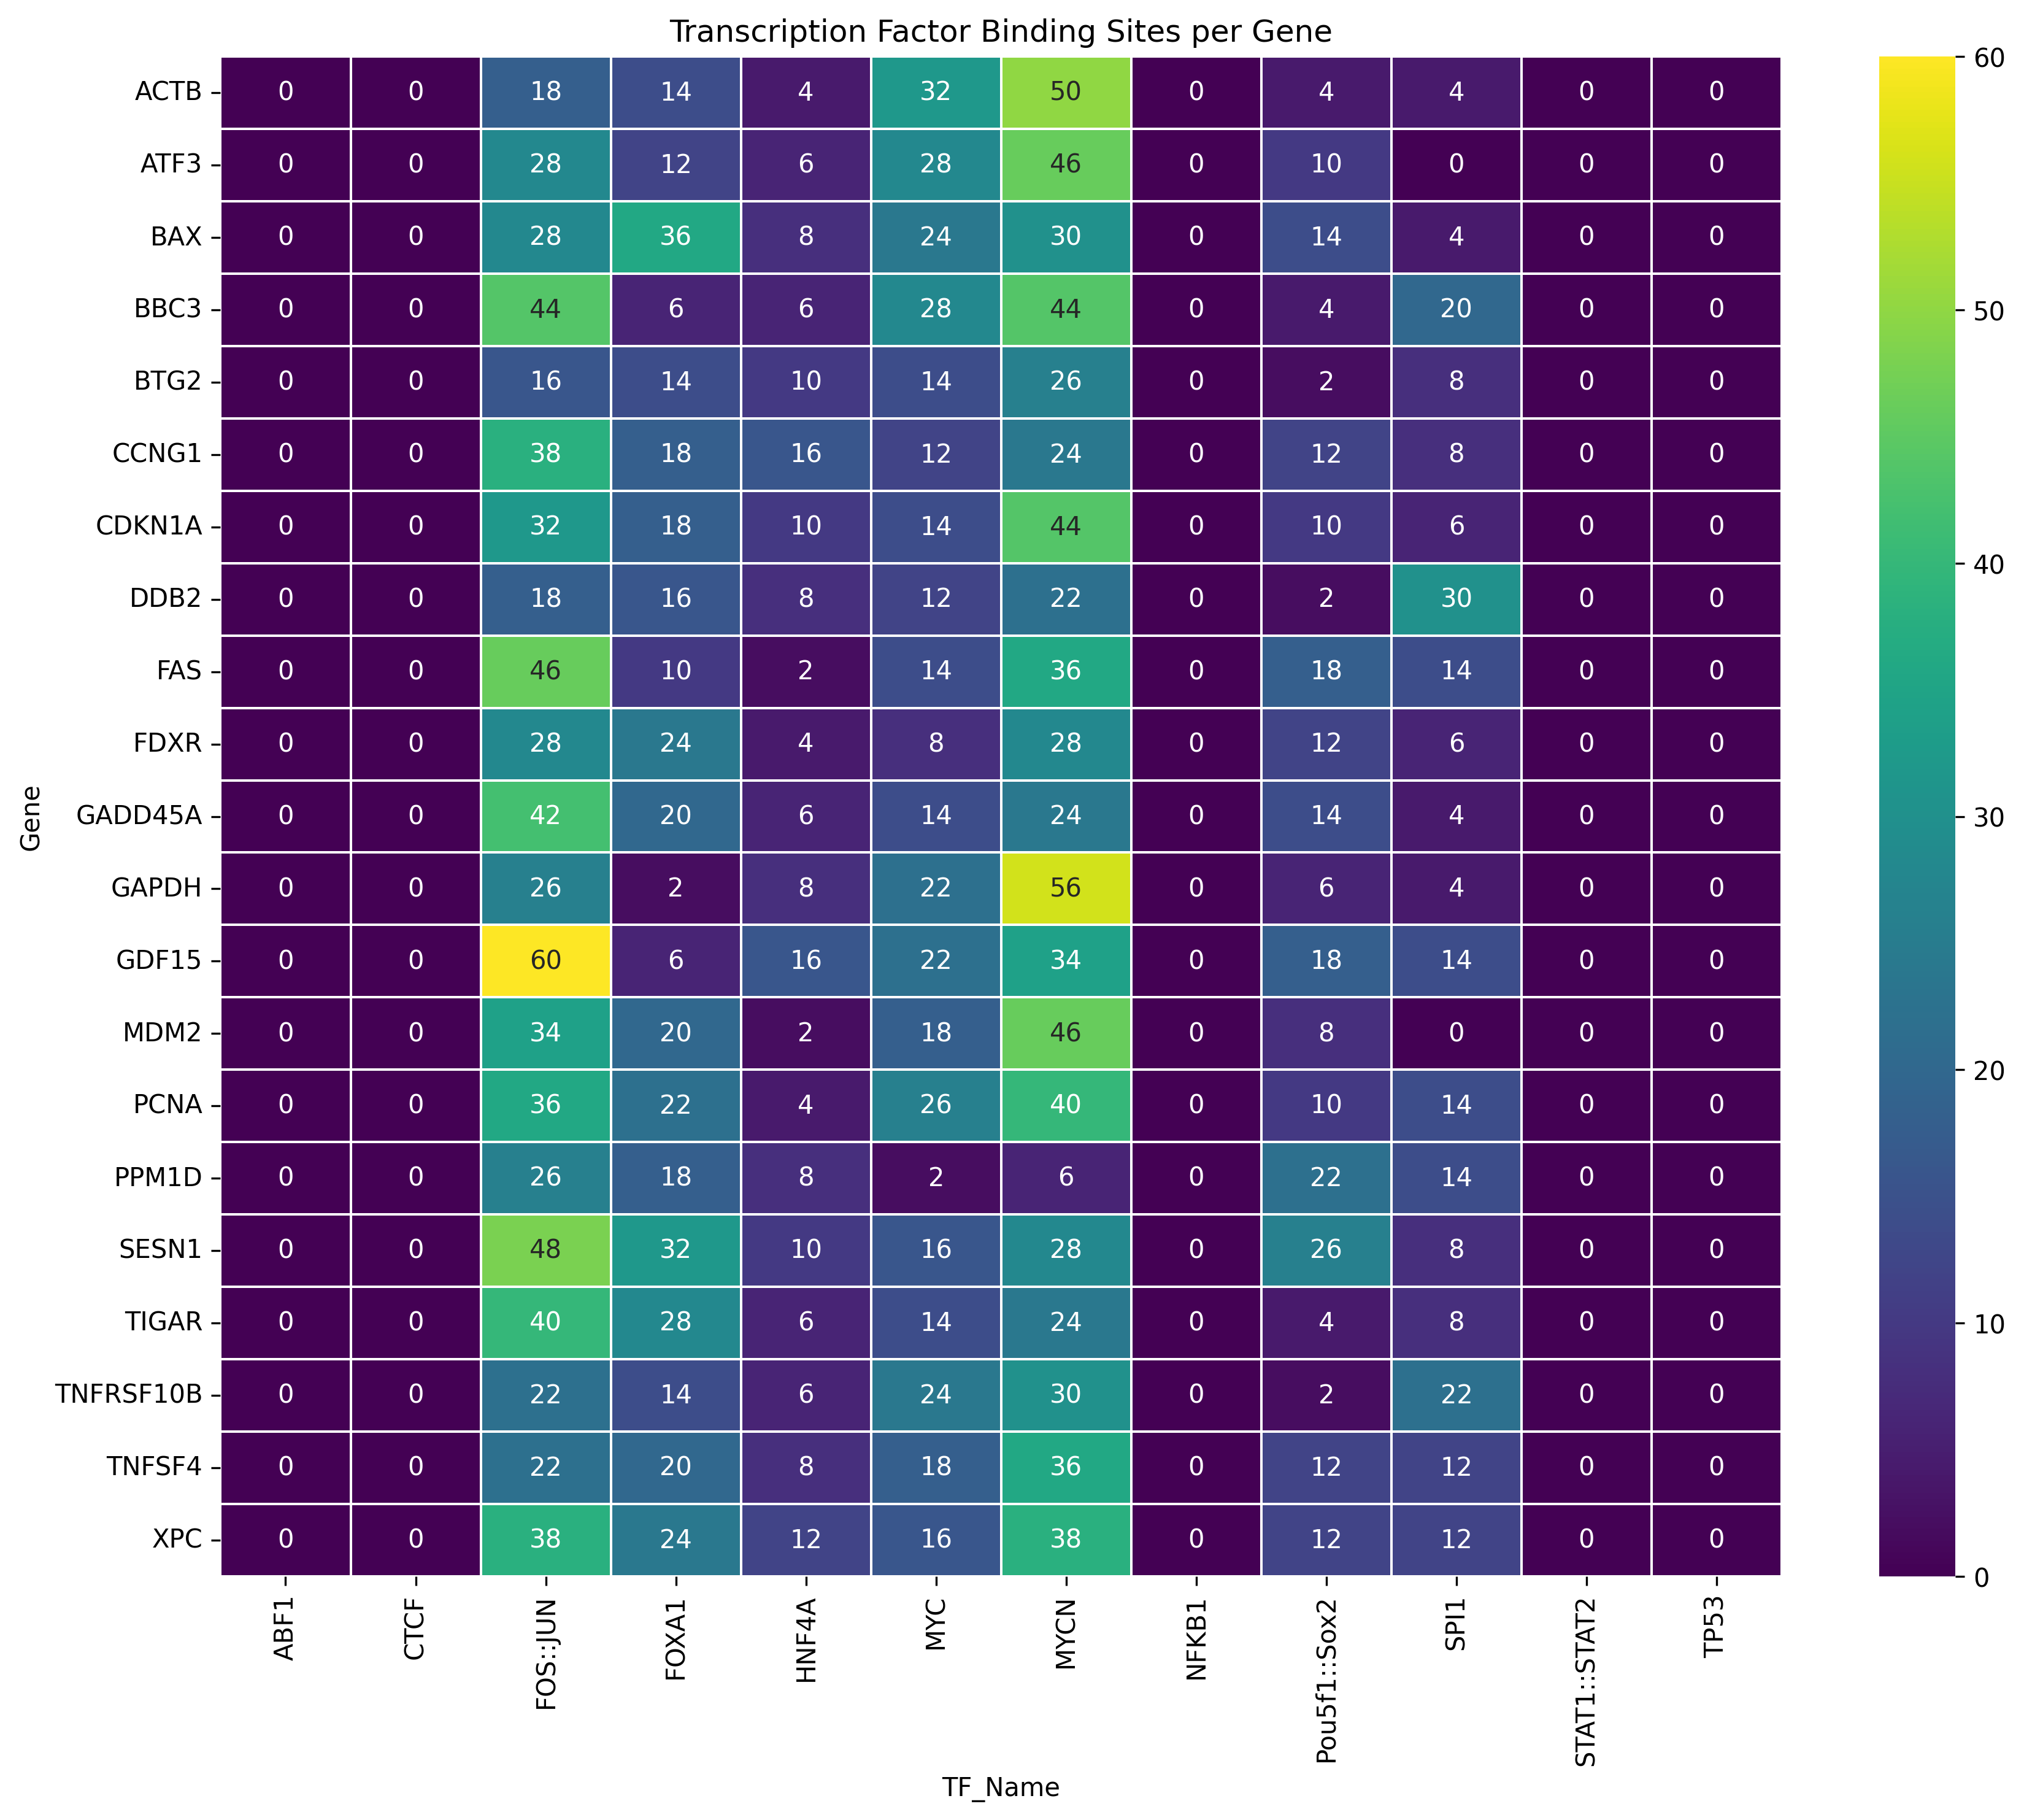 Transcription Factor Binding Sites per Gene
ACTB 0 0 18 14 4 32 50 0 4 4 0 0
ATF3 0 0 28 12 6 28 46 0 10 0 0 0
BAX 0 0 28 36 8 24 30 0 14 4 0 0
BBC3 0 0 44 6 6 28 44 0 4 20 0 0
BTG2 0 0 16 14 10 14 26 0 2 8 0 0
CCNG1 0 0 38 18 16 12 24 0 12 8 0 0
CDKN1A 0 0 32 18 10 14 44 0 10 6 0 0
DDB2 0 0 18 16 8 12 22 0 2 30 0 0
FAS 0 0 46 10 2 14 36 0 18 14 0 0
FDXR 0 0 28 24 4 8 28 0 12 6 0 0
GADD45A 0 0 42 20 6 14 24 0 14 4 0 0
GAPDH 0 0 26 2 8 22 56 0 6 4 0 0
GDF15 0 0 60 6 16 22 34 0 18 14 0 0
MDM2 0 0 34 20 2 18 46 0 8 0 0 0
PCNA 0 0 36 22 4 26 40 0 10 14 0 0
PPM1D 0 0 26 18 8 2 6 0 22 14 0 0
SESN1 0 0 48 32 10 16 28 0 26 8 0 0
TIGAR 0 0 40 28 6 14 24 0 4 8 0 0
TNFRSF10B 0 0 22 14 6 24 30 0 2 22 0 0
TNFSF4 0 0 22 20 8 18 36 0 12 12 0 0
XPC 0 0 38 24 12 16 38 0 12 12 0 0
Gene
ABF1
CTCF
FOS::JUN
FOXA1
HNF4A
MYC
MYCN
NFKB1
Pou5f1::Sox2
SPI1
STAT1::STAT2
TP53
TF_Name
60
50
40
30
20
10
0